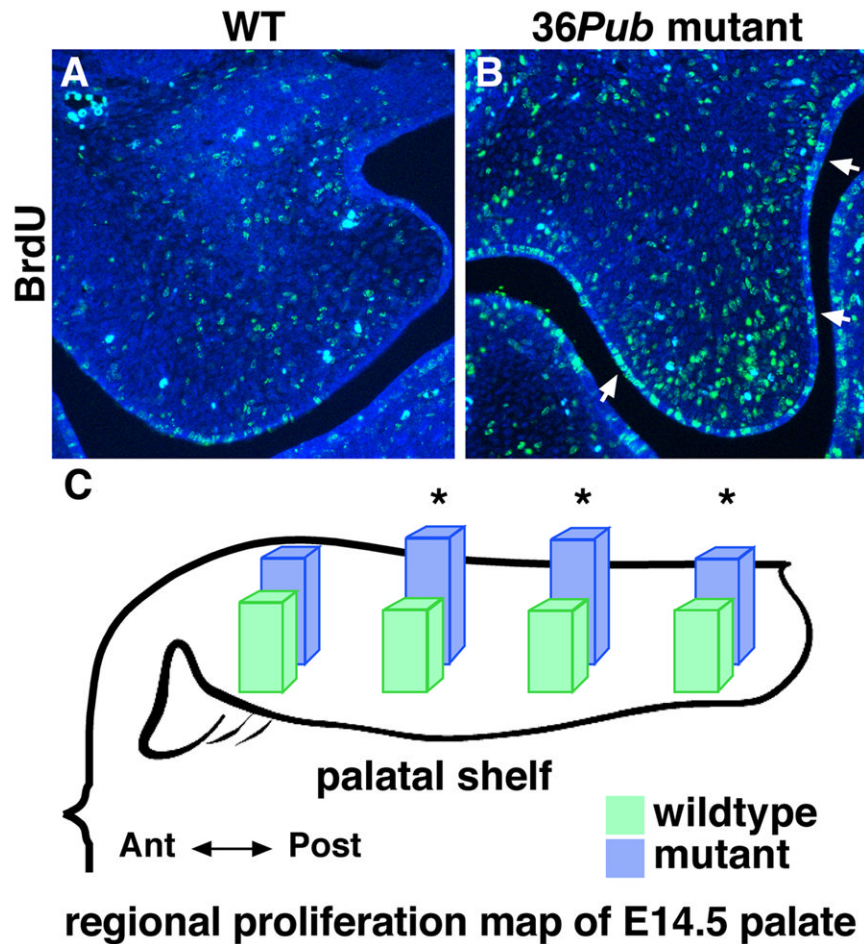 WT
36Pub mutant
A
B
BrdU
C
* * *
palatal shelf
wildtype
mutant
Ant Post
regional proliferation map of E14.5 palate